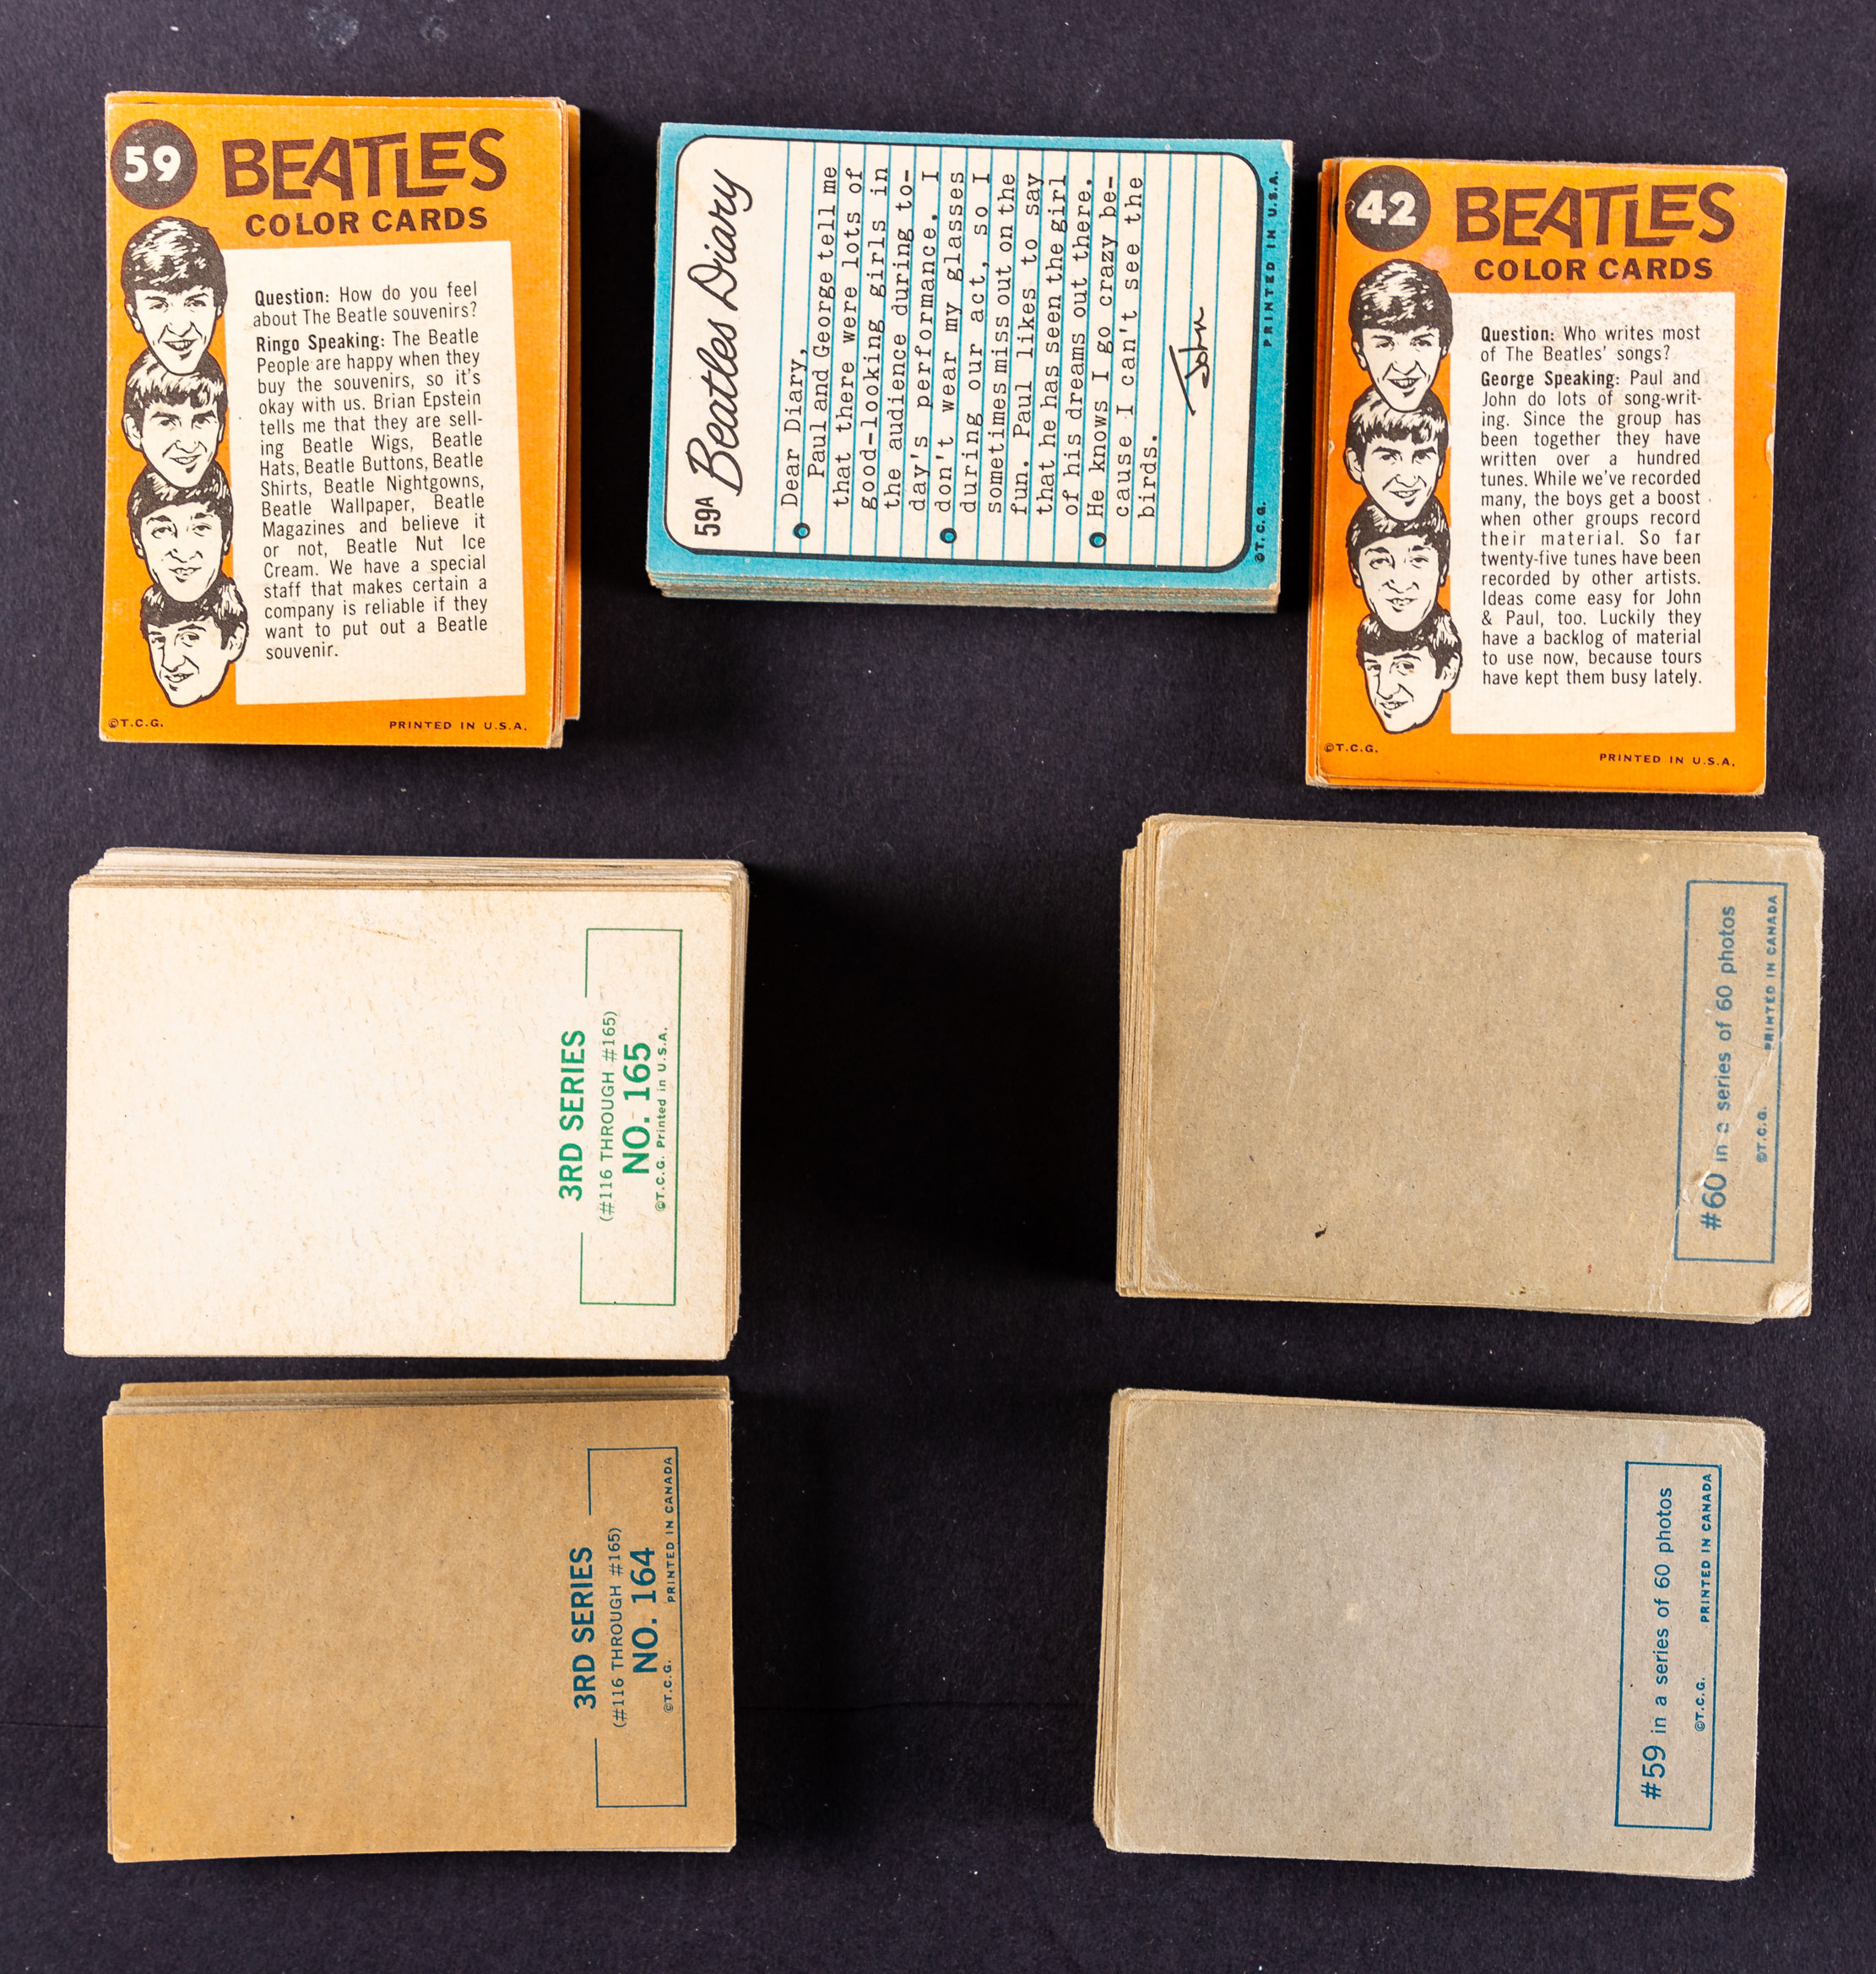 59
BEATLES
COLOR CARDS
Question: How do you feel
about The Beatle souvenirs?
Ringo Speaking: The Beatle
People are happy when they
buy the souvenirs, so it's
okay with us. Brian Epstein
tells me that they are sell-
ing Beatle Wigs, Beatle
Hats, Beatle Buttons, Beatle
Shirts, Beatle Nightgowns,
Beatle Wallpaper, Beatle
Magazines and believe it
or not, Beatle Nut Ice
Cream. We have a special
staff that makes certain a
company is reliable if they
want to put out a Beatle
souvenir.
©T.C.G. PRINTED IN U.S.A.
59A Beatles Diary
Dear Diary,
Paul and George tell me
that there were lots of
good-looking girls in
the audience during to-
day's performance. I
don't wear my glasses
during our act, so I
sometimes miss out on the
fun. Paul likes to say
that he has seen the girl
of his dreams out there.
He knows I go crazy be-
cause I can't see the
birds.
John
©T.C.G. PRINTED IN U.S.A.
42
BEATLES
COLOR CARDS
Question: Who writes most
of The Beatles' songs?
George Speaking: Paul and
John do lots of song-writ-
ing. Since the group has
been together they have
written over a hundred
tunes. While we've recorded
many, the boys get a boost
when other groups record
their material. So far
twenty-five tunes have been
recorded by other artists.
Ideas come easy for John
& Paul, too. Luckily they
have a backlog of material
to use now, because tours
have kept them busy lately.
©T.C.G. PRINTED IN U.S.A.
3RD SERIES
(#116 THROUGH #165)
NO. 165
©T.C.G. Printed in U.S.A.
#60 in a series of 60 photos
©T.C.G. PRINTED IN CANADA
3RD SERIES
(#116 THROUGH #165)
NO. 164
©T.C.G. PRINTED IN CANADA
#59 in a series of 60 photos
©T.C.G. PRINTED IN CANADA